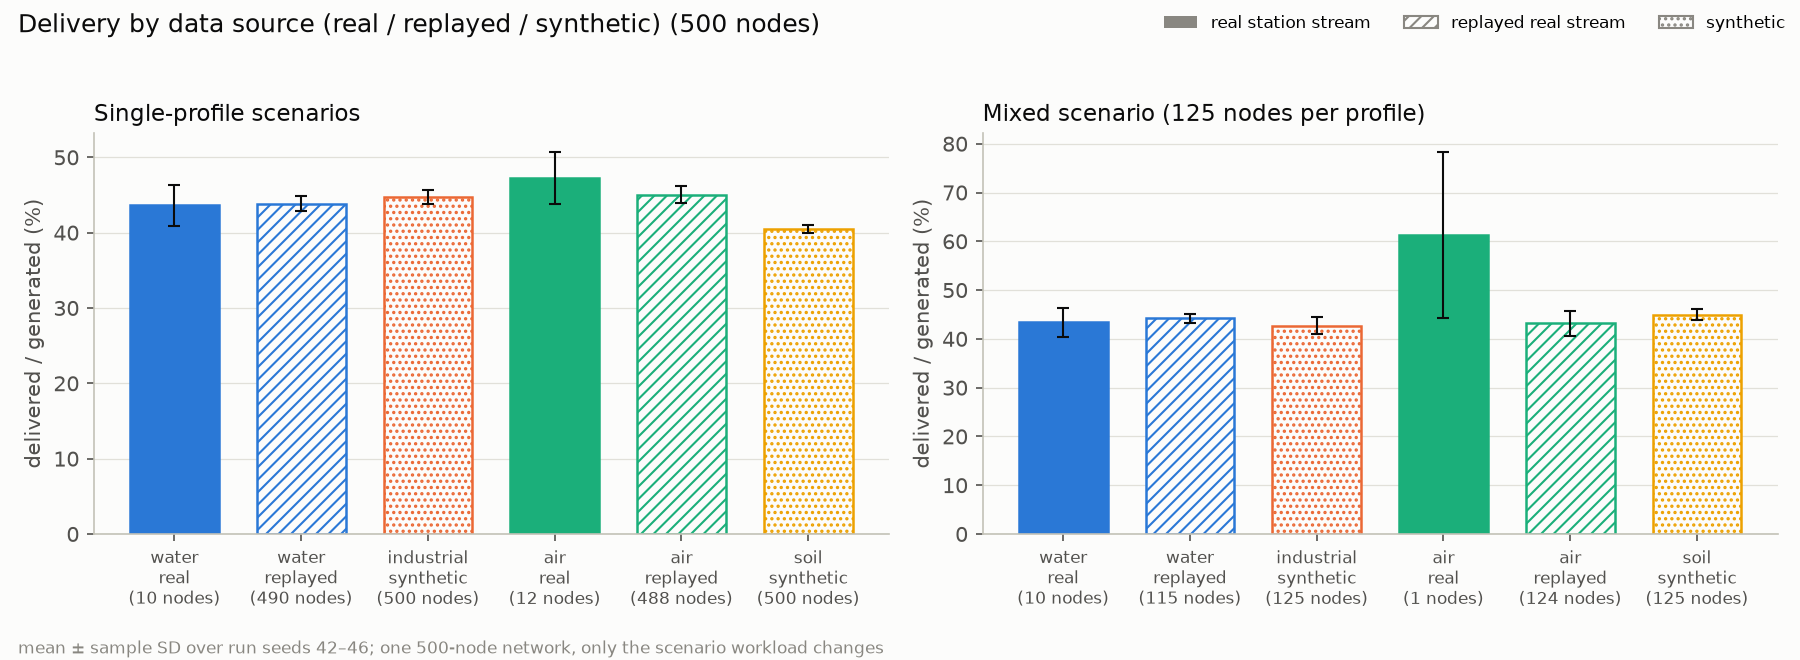 Delivery by data source (real / replayed / synthetic) (500 nodes)
real station stream
replayed real stream
synthetic
Single-profile scenarios
delivered / generated (%)
50
40
30
20
10
0
water
real
(10 nodes)
water
replayed
(490 nodes)
industrial
synthetic
(500 nodes)
air
real
(12 nodes)
air
replayed
(488 nodes)
soil
synthetic
(500 nodes)
Mixed scenario (125 nodes per profile)
delivered / generated (%)
80
70
60
50
40
30
20
10
0
water
real
(10 nodes)
water
replayed
(115 nodes)
industrial
synthetic
(125 nodes)
air
real
(1 nodes)
air
replayed
(124 nodes)
soil
synthetic
(125 nodes)
mean ± sample SD over run seeds 42–46; one 500-node network, only the scenario workload changes